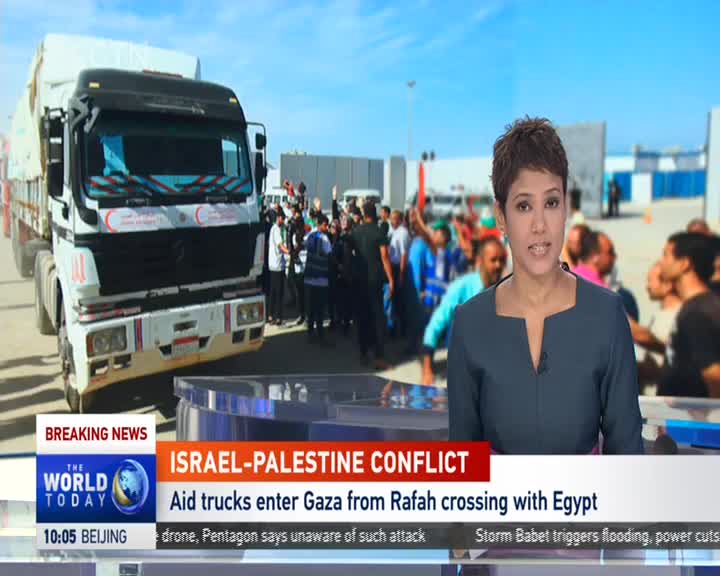 BREAKING NEWS
ISRAEL-PALESTINE CONFLICT
THE
WORLD
TODAY
Aid trucks enter Gaza from Rafah crossing with Egypt
10:05 BEIJING
e drone, Pentagon says unaware of such attack
Storm Babet triggers flooding, power cuts